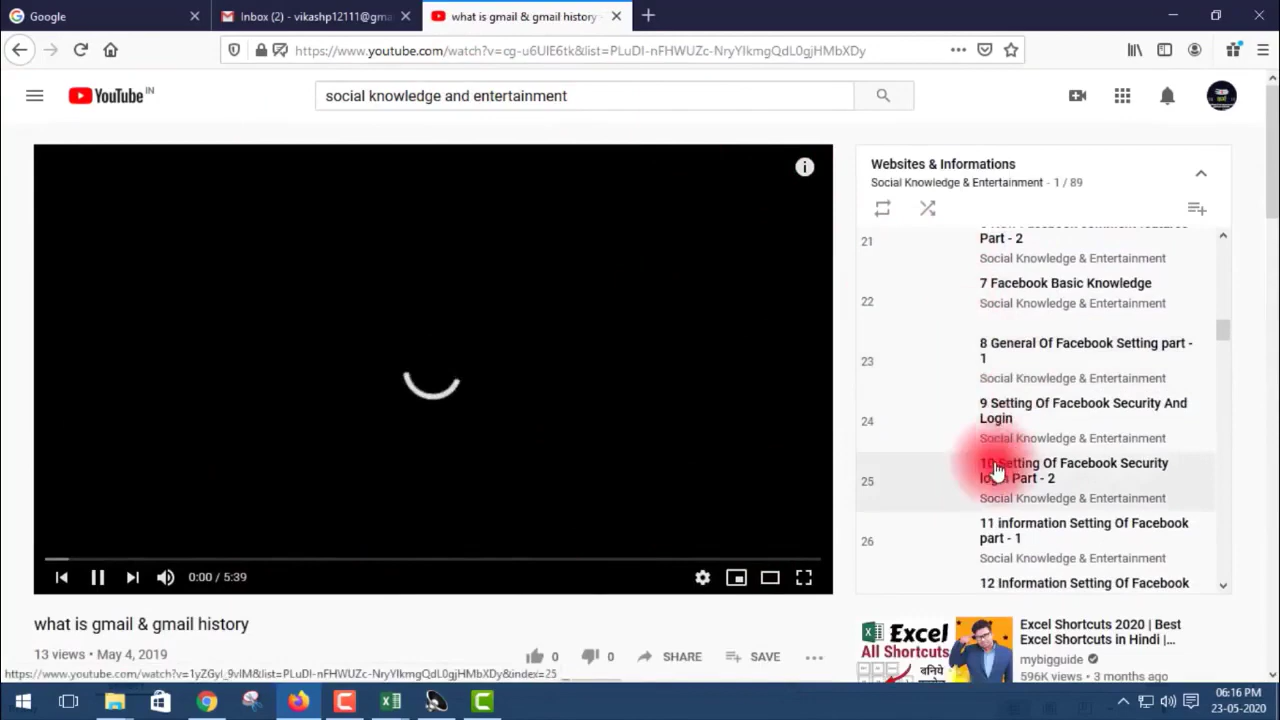 Google
Inbox (2) - vikashp12111@gma
what is gmail & gmail history -
https://www.youtube.com/watch?v=cg-u6UIE6tk&list=PLuDI-nFHWUZc-NryYIkmgQdL0gjHMbXDy
YouTube IN
social knowledge and entertainment
Websites & Informations
Social Knowledge & Entertainment - 1 / 89
21
Part - 2
Social Knowledge & Entertainment
22
7 Facebook Basic Knowledge
Social Knowledge & Entertainment
23
8 General Of Facebook Setting part -
1
Social Knowledge & Entertainment
24
9 Setting Of Facebook Security And
Login
Social Knowledge & Entertainment
25
10 Setting Of Facebook Security
login Part - 2
Social Knowledge & Entertainment
26
11 information Setting Of Facebook
part - 1
Social Knowledge & Entertainment
12 Information Setting Of Facebook
0:00 / 5:39
what is gmail & gmail history
13 views • May 4, 2019
0
0
SHARE
SAVE
Excel
All Shortcuts
Excel Shortcuts 2020 | Best
Excel Shortcuts in Hindi |...
mybigguide
596K views • 3 months ago
https://www.youtube.com/watch?v=1yZGyl_9vlM&list=PLuDI-nFHWUZc-NryYIkmgQdL0gjHMbXDy&index=25
06:16 PM
23-05-2020